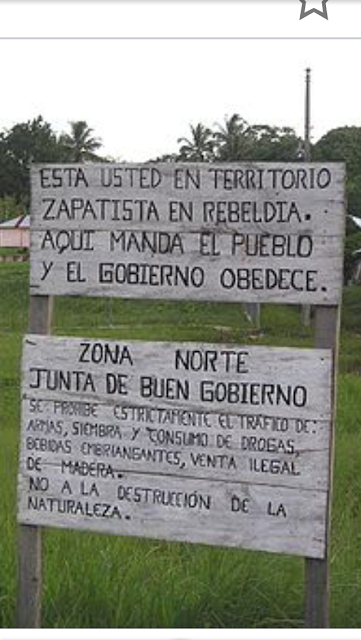 ESTA USTED EN TERRITORIO
ZAPATISTA EN REBELDIA.
AQUI MANDA EL PUEBLO
Y EL GOBIERNO OBEDECE.
ZONA NORTE
JUNTA DE BUEN GOBIERNO
SE PROHIBE ESTRICTAMENTE EL TRAFICO DE:
ARMAS, SIEMBRA Y CONSUMO DE DROGAS,
BEBIDAS EMBRIANGANTES, VENTA ILEGAL
DE MADERA.
NO A LA DESTRUCCIÓN DE LA
NATURALEZA.